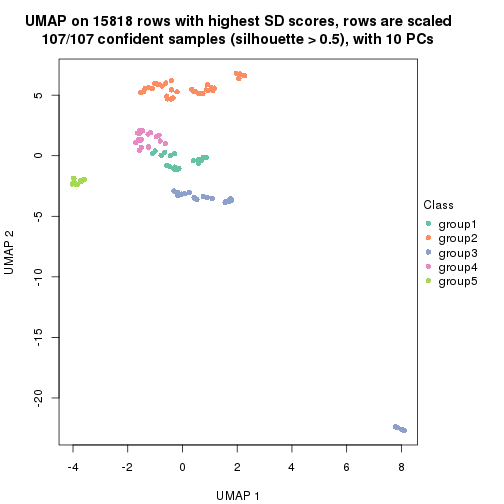 UMAP on 15818 rows with highest SD scores, rows are scaled
107/107 confident samples (silhouette > 0.5), with 10 PCs
5
0
-5
-10
-15
-20
UMAP 2
-4
-2
0
2
4
6
8
UMAP 1
Class
group1
group2
group3
group4
group5